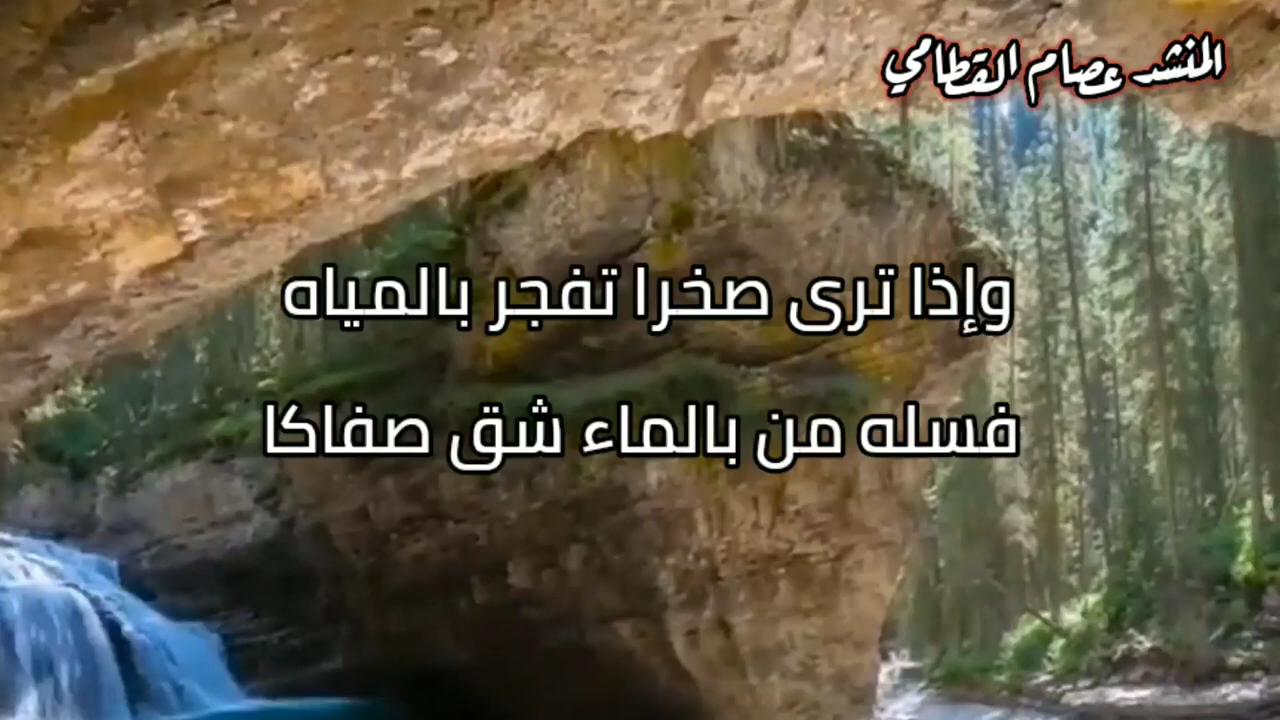 المنشد عصام القطامي
وإذا ترى صخرا تفجر بالمياه
فسله من بالماء شق صفاكا